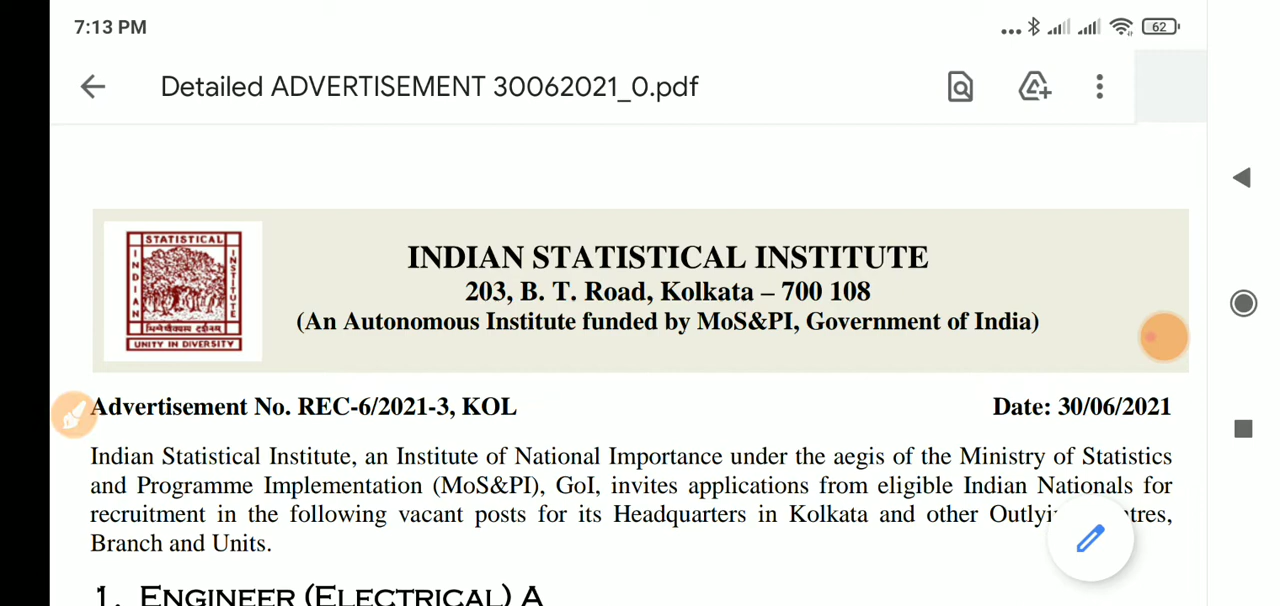 7:13 PM
62
Detailed ADVERTISEMENT 30062021_0.pdf
STATISTICAL
INDIAN
INSTITUTE
UNITY IN DIVERSITY
INDIAN STATISTICAL INSTITUTE
203, B. T. Road, Kolkata – 700 108
(An Autonomous Institute funded by MoS&PI, Government of India)
Advertisement No. REC-6/2021-3, KOL
Date: 30/06/2021
Indian Statistical Institute, an Institute of National Importance under the aegis of the Ministry of Statistics
and Programme Implementation (MoS&PI), GoI, invites applications from eligible Indian Nationals for
recruitment in the following vacant posts for its Headquarters in Kolkata and other
Branch and Units.
1. ENGINEER (ELECTRICAL) A